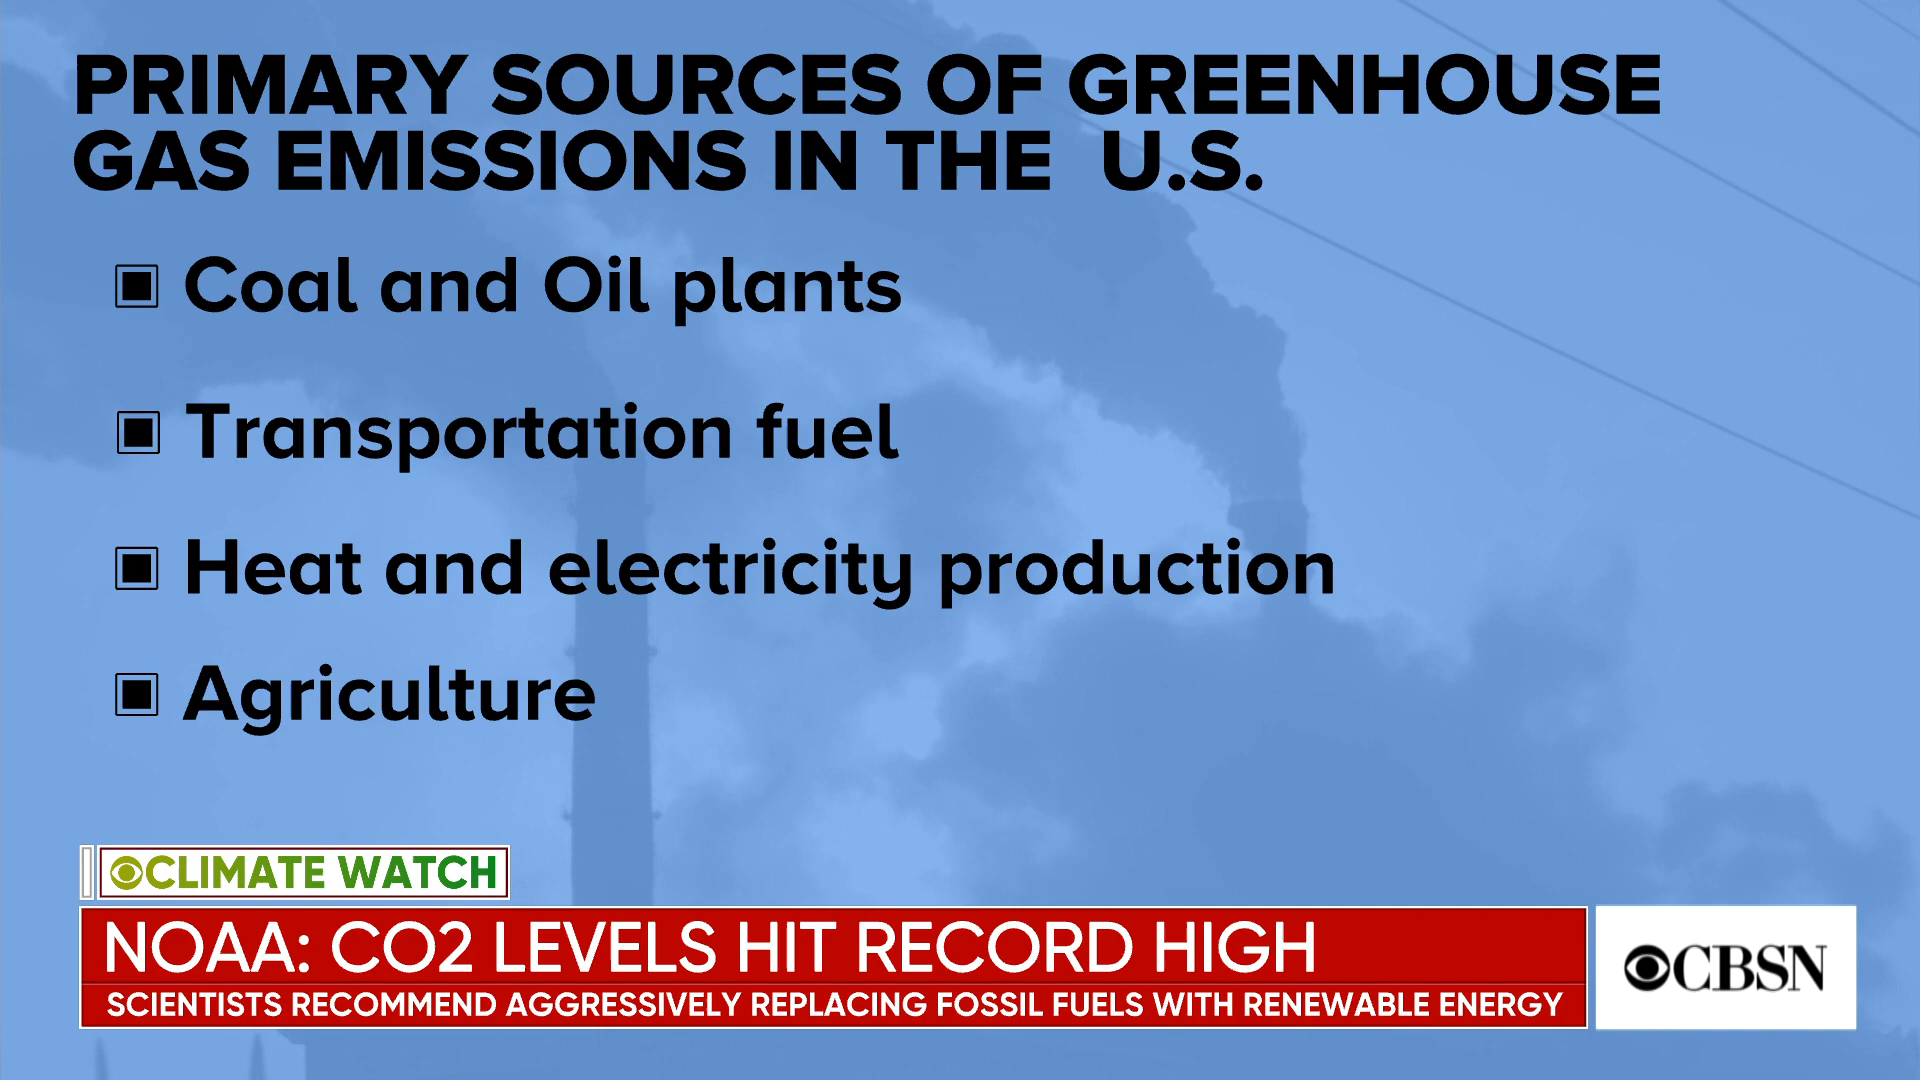 PRIMARY SOURCES OF GREENHOUSE
GAS EMISSIONS IN THE U.S.
Coal and Oil plants
Transportation fuel
Heat and electricity production
Agriculture
CLIMATE WATCH
NOAA: CO2 LEVELS HIT RECORD HIGH
SCIENTISTS RECOMMEND AGGRESSIVELY REPLACING FOSSIL FUELS WITH RENEWABLE ENERGY
CBSN